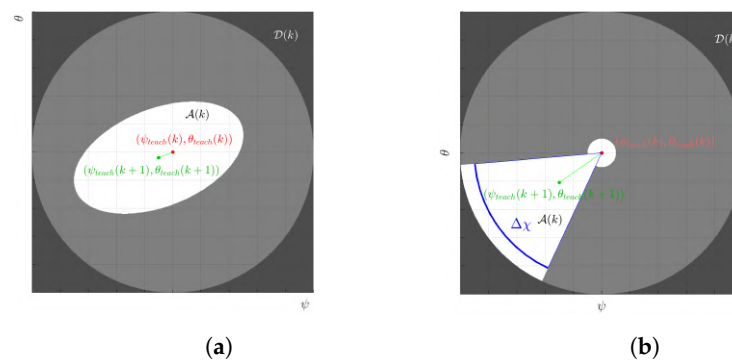 θ
𝒟(k)
𝒜(k)
(ψ_teach(k), θ_teach(k))
(ψ_teach(k+1), θ_teach(k+1))
ψ
(a)
𝒟(
θ
(ψ_teach(k+1), θ_teach(k+1))
𝒜(k)
Δχ
ψ
(b)